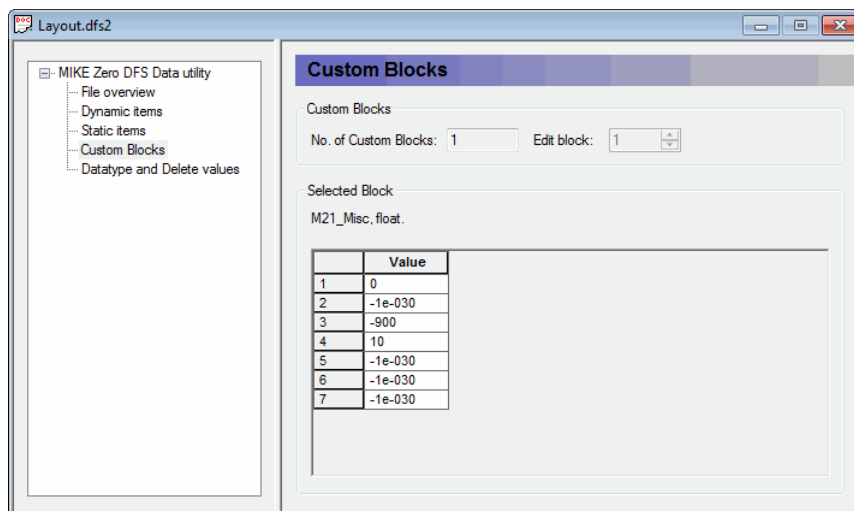 Layout.dfs2
MIKE Zero DFS Data utility
File overview
Dynamic items
Static items
Custom Blocks
Datatype and Delete values
Custom Blocks
Custom Blocks
No. of Custom Blocks: 1 Edit block: 1
Selected Block
M21_Misc, float.
Value
1 0
2 -1e-030
3 -900
4 10
5 -1e-030
6 -1e-030
7 -1e-030